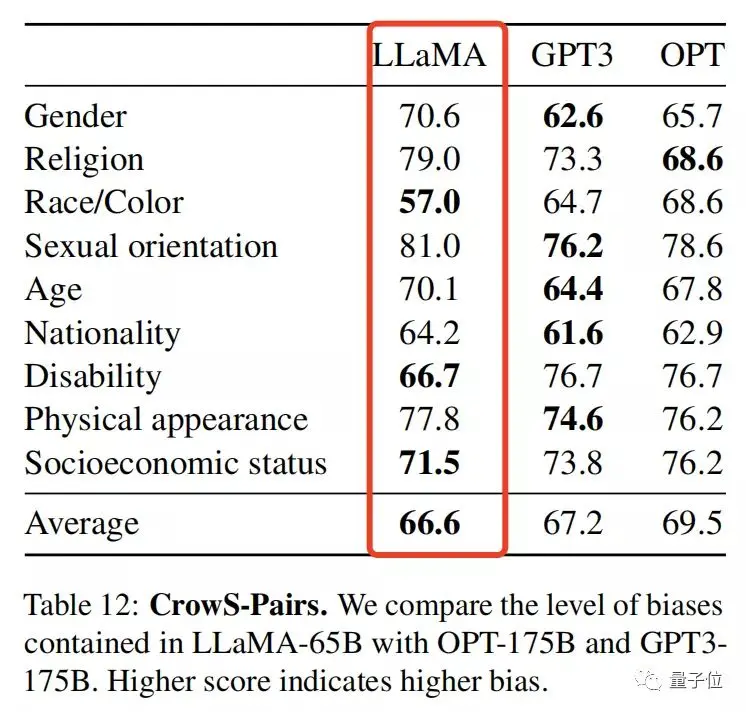 LLaMA GPT3 OPT
Gender 70.6 62.6 65.7
Religion 79.0 73.3 68.6
Race/Color 57.0 64.7 68.6
Sexual orientation 81.0 76.2 78.6
Age 70.1 64.4 67.8
Nationality 64.2 61.6 62.9
Disability 66.7 76.7 76.7
Physical appearance 77.8 74.6 76.2
Socioeconomic status 71.5 73.8 76.2
Average 66.6 67.2 69.5
Table 12: CrowS-Pairs. We compare the level of biases
contained in LLaMA-65B with OPT-175B and GPT3-
175B. Higher score indicates higher bias.
量子位